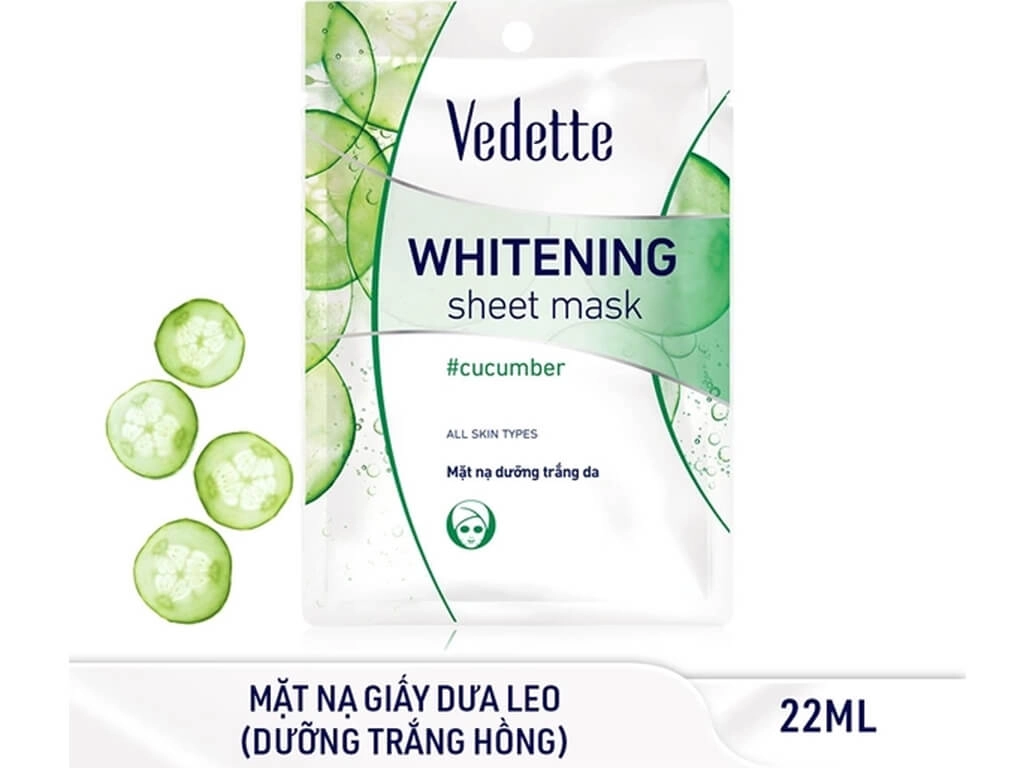 Vedette
WHITENING
sheet mask
#cucumber
ALL SKIN TYPES
Mặt nạ dưỡng trắng da
MẶT NẠ GIẤY DƯA LEO
(DƯỠNG TRẮNG HỒNG)
22ML